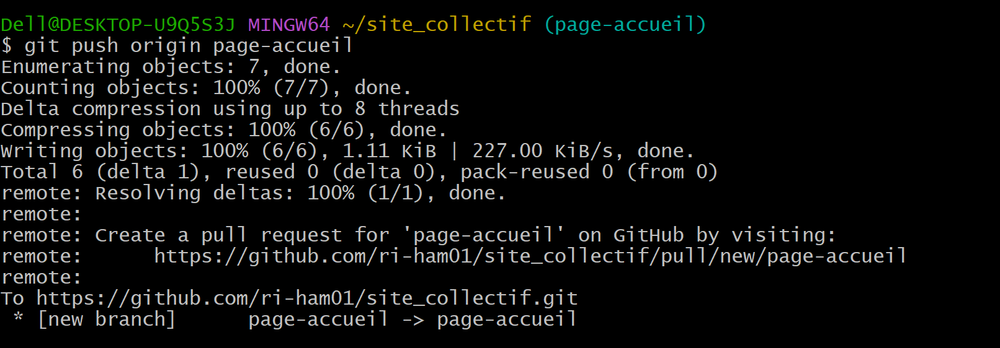 Dell@DESKTOP-U9Q5S3J MINGW64 ~/site_collectif (page-accueil)
$ git push origin page-accueil
Enumerating objects: 7, done.
Counting objects: 100% (7/7), done.
Delta compression using up to 8 threads
Compressing objects: 100% (6/6), done.
Writing objects: 100% (6/6), 1.11 KiB | 227.00 KiB/s, done.
Total 6 (delta 1), reused 0 (delta 0), pack-reused 0 (from 0)
remote: Resolving deltas: 100% (1/1), done.
remote:
remote: Create a pull request for 'page-accueil' on GitHub by visiting:
remote:      https://github.com/ri-ham01/site_collectif/pull/new/page-accueil
remote:
To https://github.com/ri-ham01/site_collectif.git
 * [new branch]      page-accueil -> page-accueil